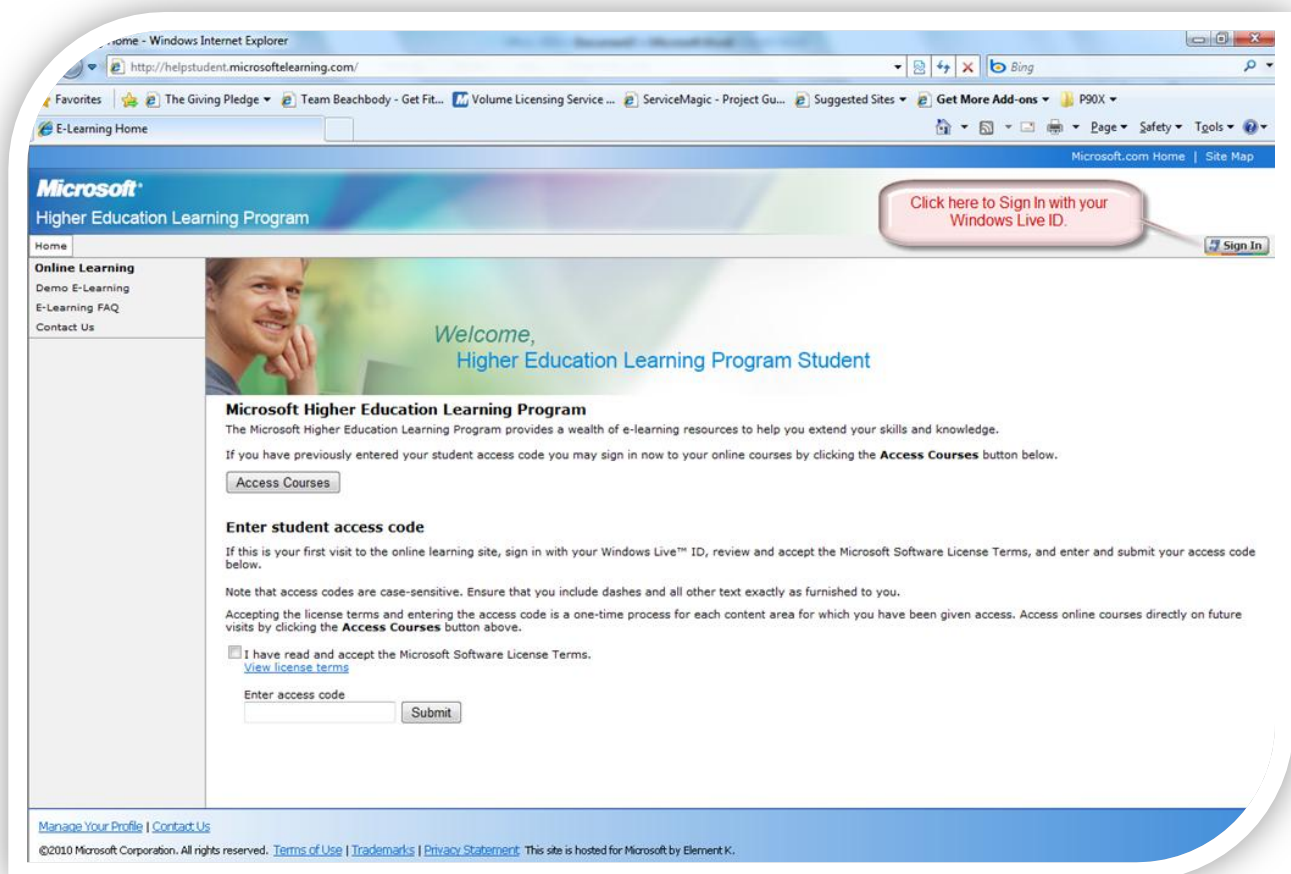 ome - Windows Internet Explorer
http://helpstudent.microsoftelearning.com/
Bing
Favorites The Giving Pledge Team Beachbody - Get Fit... Volume Licensing Service ... ServiceMagic - Project Gu... Suggested Sites Get More Add-ons P90X
E-Learning Home
Page Safety Tools
Microsoft.com Home | Site Map
Microsoft
Higher Education Learning Program
Click here to Sign In with your
Windows Live ID.
Home
Sign In
Online Learning
Demo E-Learning
E-Learning FAQ
Contact Us
Welcome,
Higher Education Learning Program Student
Microsoft Higher Education Learning Program
The Microsoft Higher Education Learning Program provides a wealth of e-learning resources to help you extend your skills and knowledge.
If you have previously entered your student access code you may sign in now to your online courses by clicking the Access Courses button below.
Access Courses
Enter student access code
If this is your first visit to the online learning site, sign in with your Windows Live™ ID, review and accept the Microsoft Software License Terms, and enter and submit your access code
below.
Note that access codes are case-sensitive. Ensure that you include dashes and all other text exactly as furnished to you.
Accepting the license terms and entering the access code is a one-time process for each content area for which you have been given access. Access online courses directly on future
visits by clicking the Access Courses button above.
I have read and accept the Microsoft Software License Terms.
View license terms
Enter access code
Submit
Manage Your Profile | Contact Us
©2010 Microsoft Corporation. All rights reserved. Terms of Use | Trademarks | Privacy Statement This site is hosted for Microsoft by Element K.